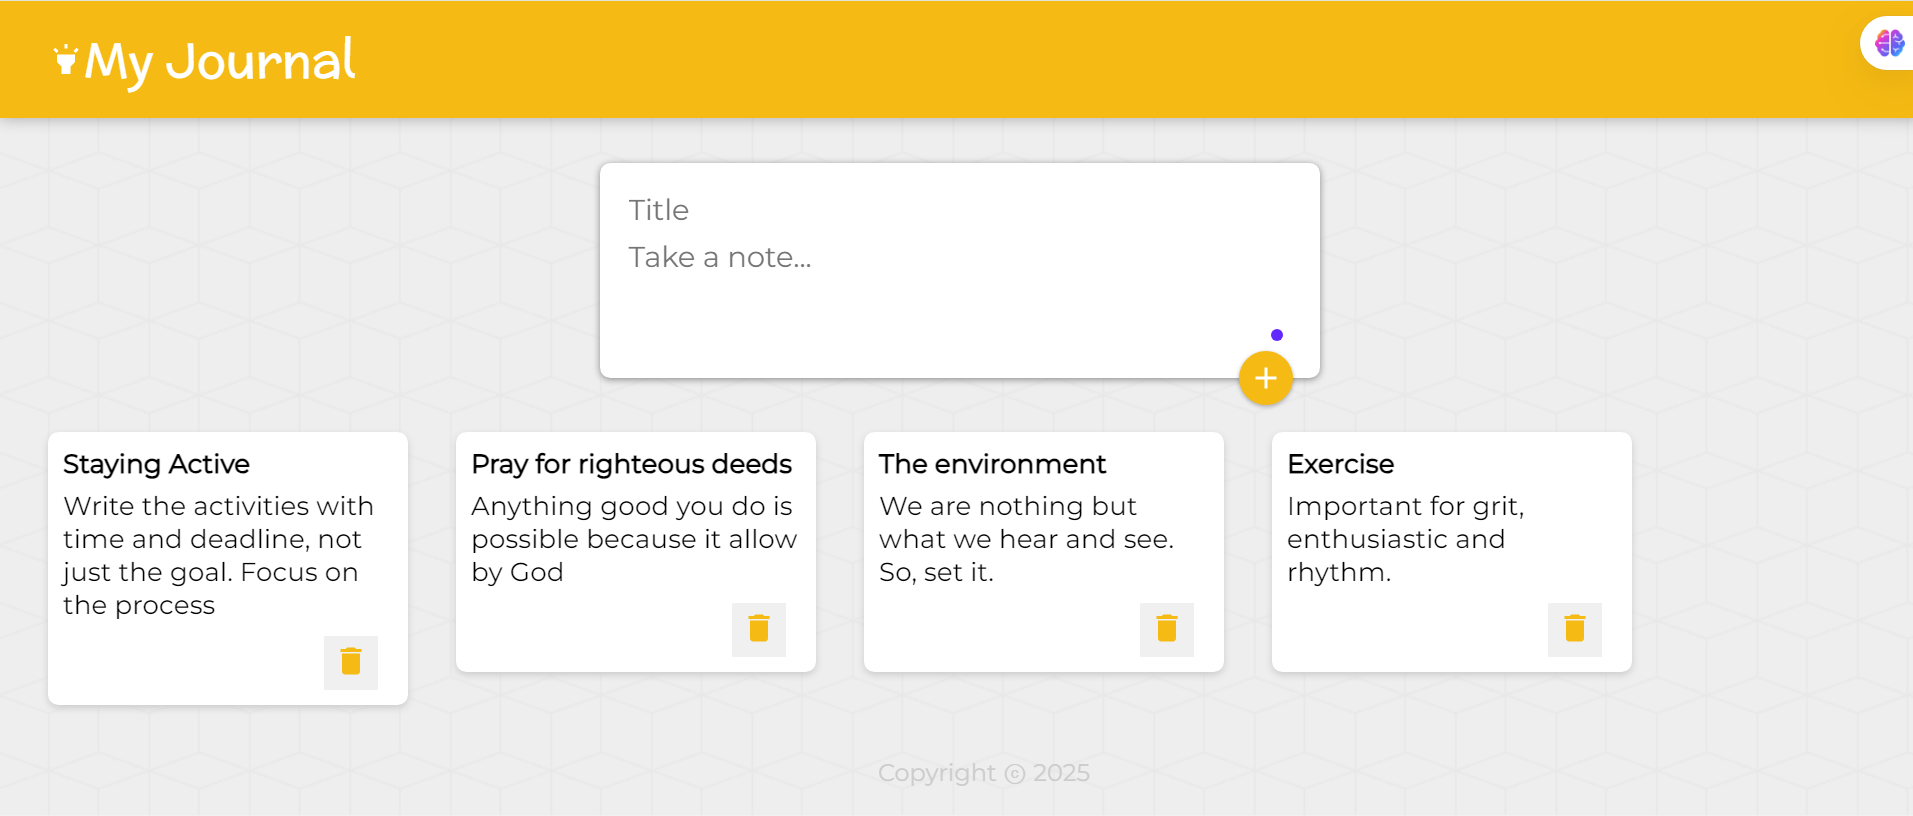 My Journal
Title
Take a note...
Staying Active
Write the activities with
time and deadline, not
just the goal. Focus on
the process
Pray for righteous deeds
Anything good you do is
possible because it allow
by God
The environment
We are nothing but
what we hear and see.
So, set it.
Exercise
Important for grit,
enthusiastic and
rhythm.
Copyright © 2025